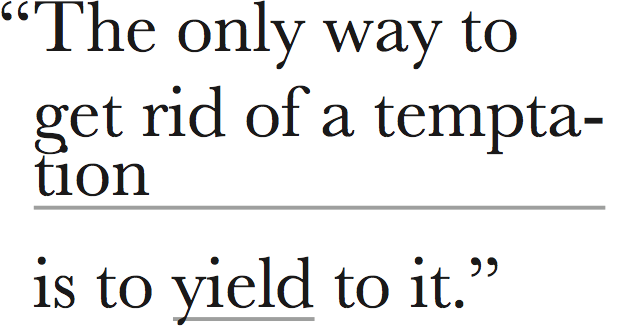 “The only way to
get rid of a tempta-
tion
is to yield to it.”